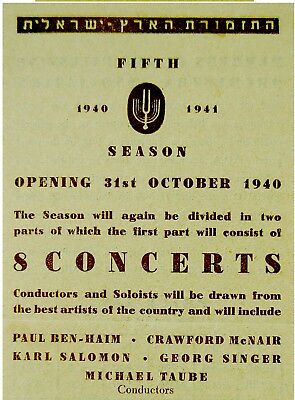 התזמורת הארץ-ישראלית
FIFTH
1940 1941
SEASON
OPENING 31st OCTOBER 1940
The Season will again be divided in two
parts of which the first part will consist of
8 CONCERTS
Conductors and Soloists will be drawn from
the best artists of the country and will include
PAUL BEN-HAIM · CRAWFORD McNAIR
KARL SALOMON · GEORG SINGER
MICHAEL TAUBE
Conductors